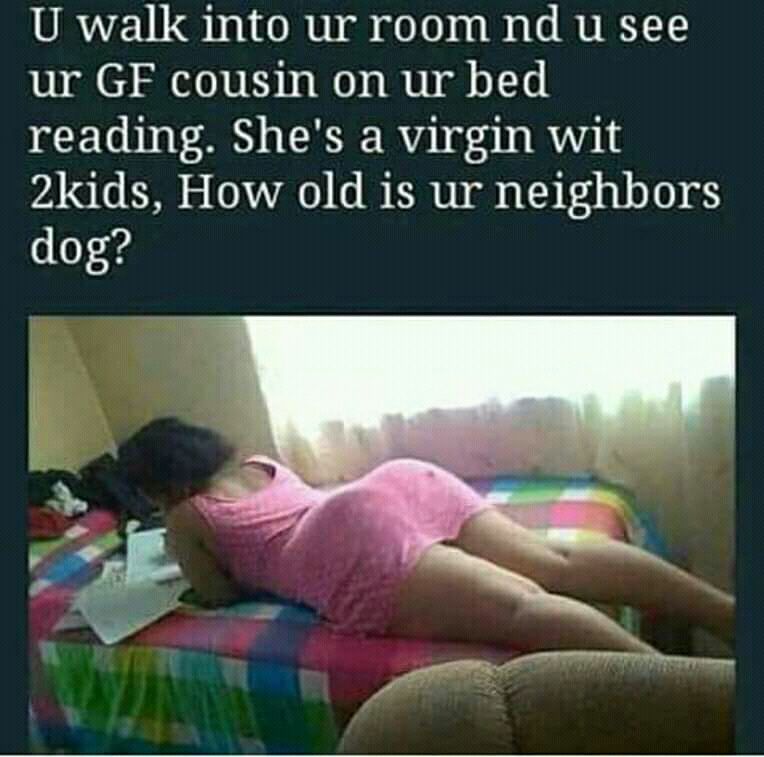 U walk into ur room nd u see
ur GF cousin on ur bed
reading. She's a virgin wit
2kids, How old is ur neighbors
dog?